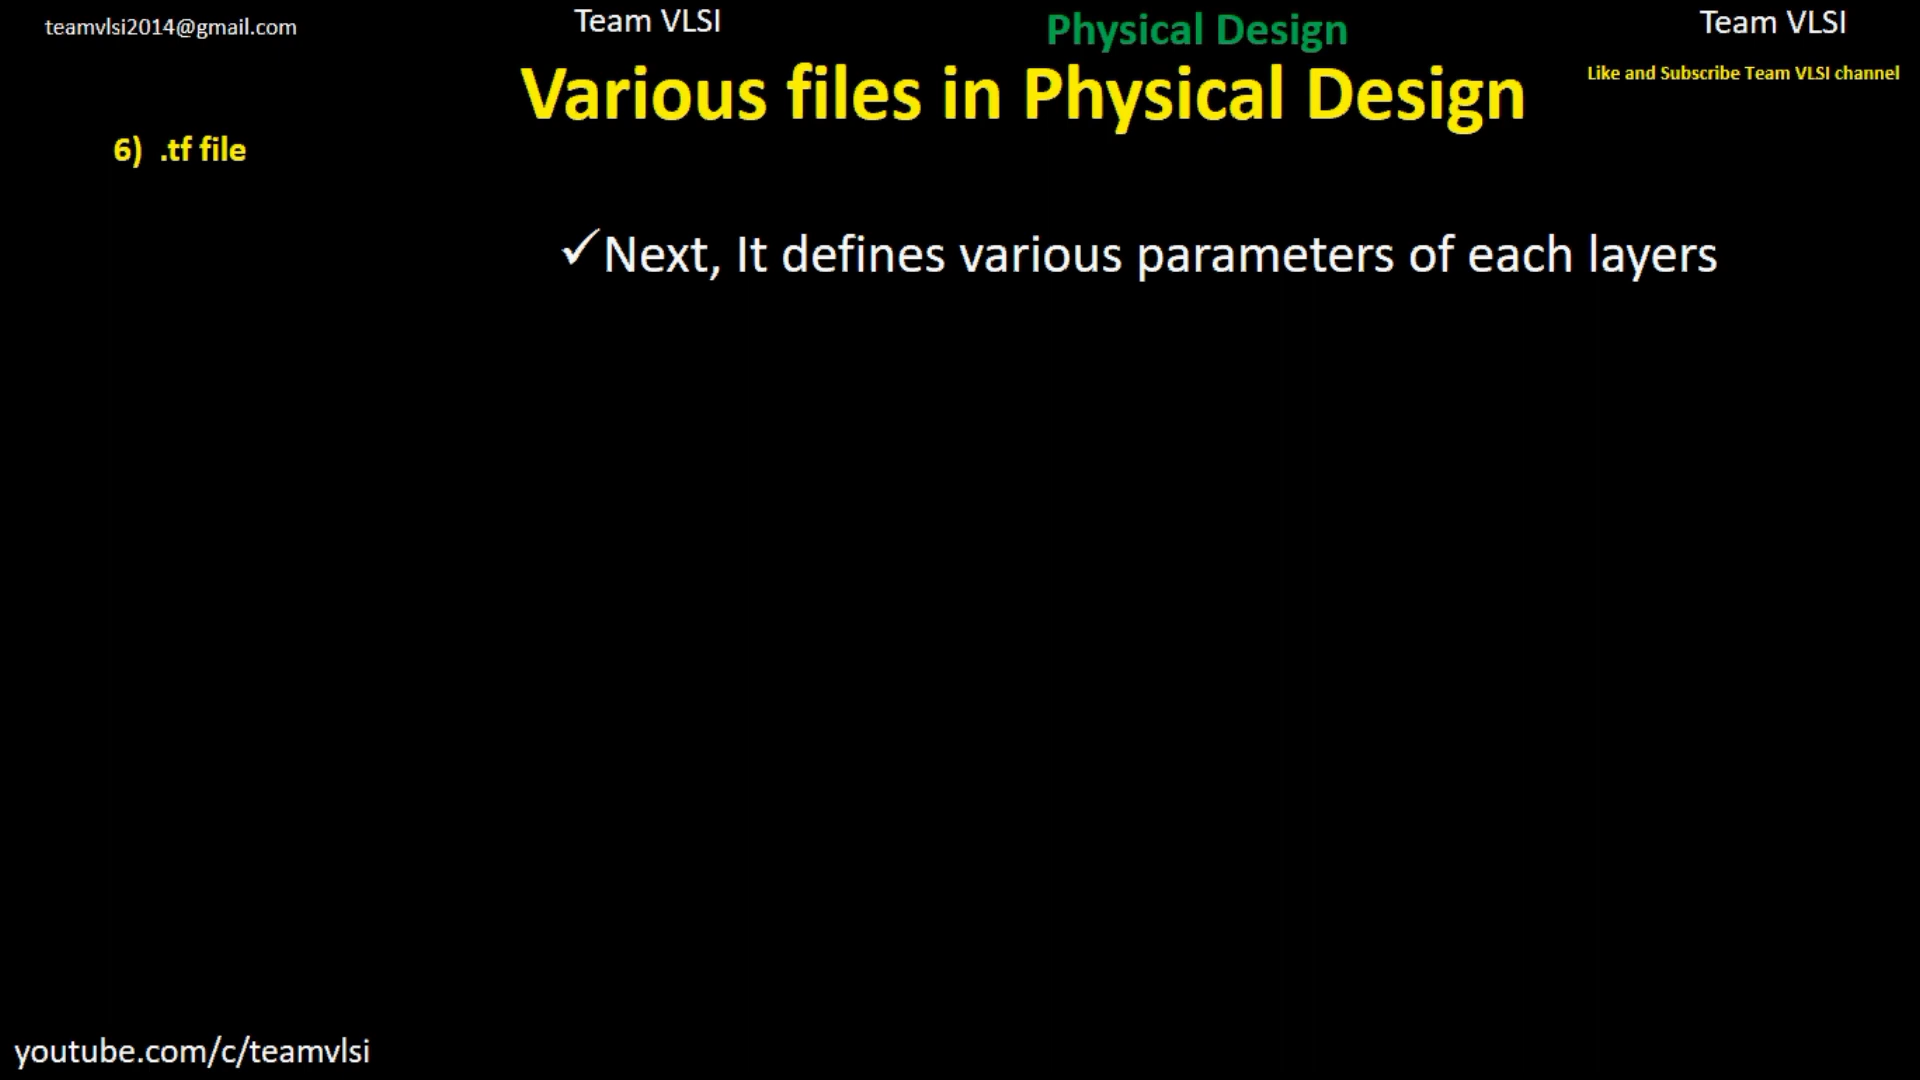 teamvlsi2014@gmail.com
Team VLSI
Physical Design
Team VLSI
Various files in Physical Design
Like and Subscribe Team VLSI channel
6) .tf file
✓Next, It defines various parameters of each layers
youtube.com/c/teamvlsi